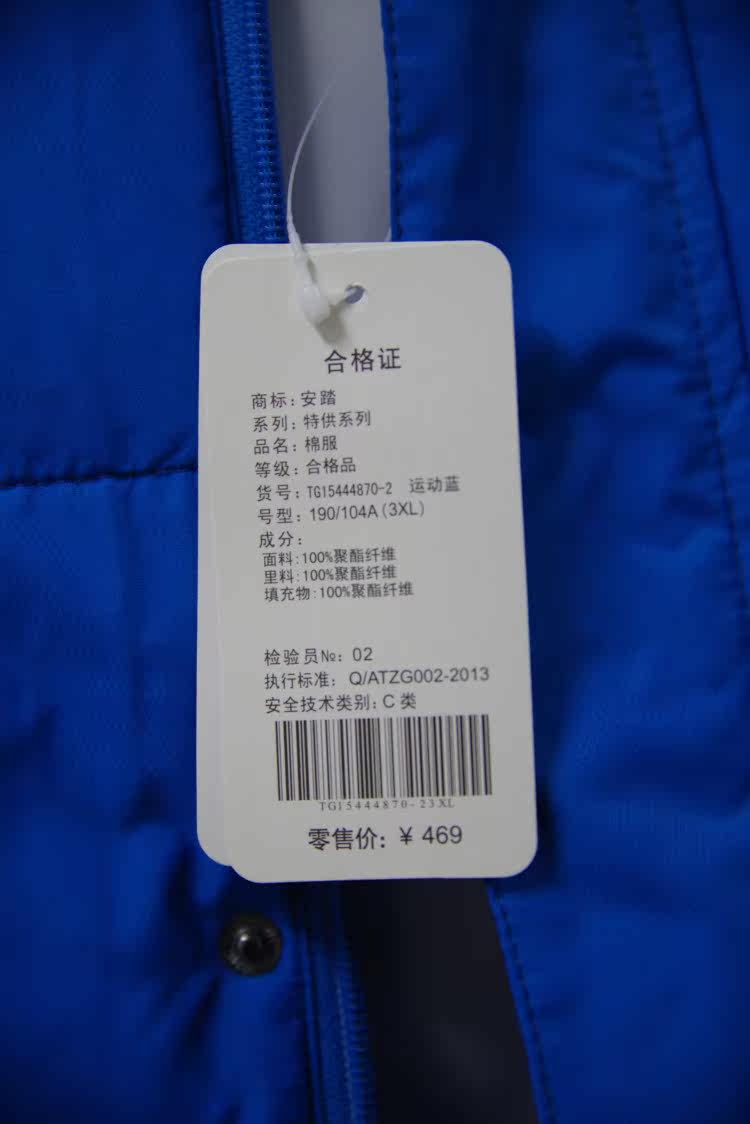 合格证
商标：安踏
系列：特供系列
品名：棉服
等级：合格品
货号：TG15444870-2 运动蓝
号型：190/104A(3XL)
成分：
面料:100%聚酯纤维
里料:100%聚酯纤维
填充物:100%聚酯纤维
检验员№：02
执行标准：Q/ATZG002-2013
安全技术类别：C 类
TG15444870-23XL
零售价：¥ 469